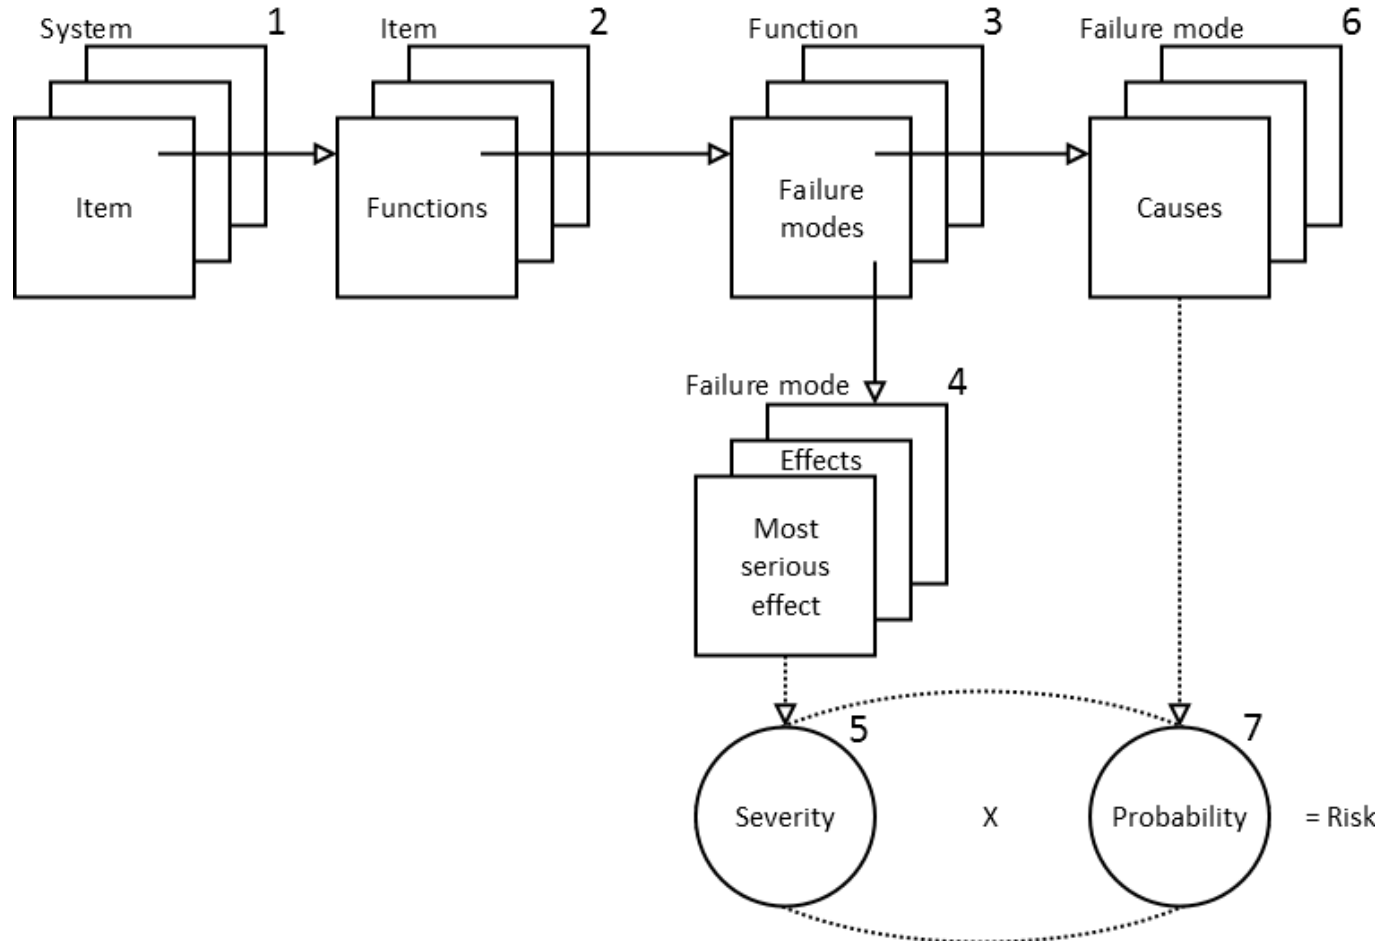 System 1
Item 2
Function 3
Failure mode 6
Item
Functions
Failure
modes
Causes
Failure mode 4
Effects
Most
serious
effect
5
7
Severity X Probability = Risk